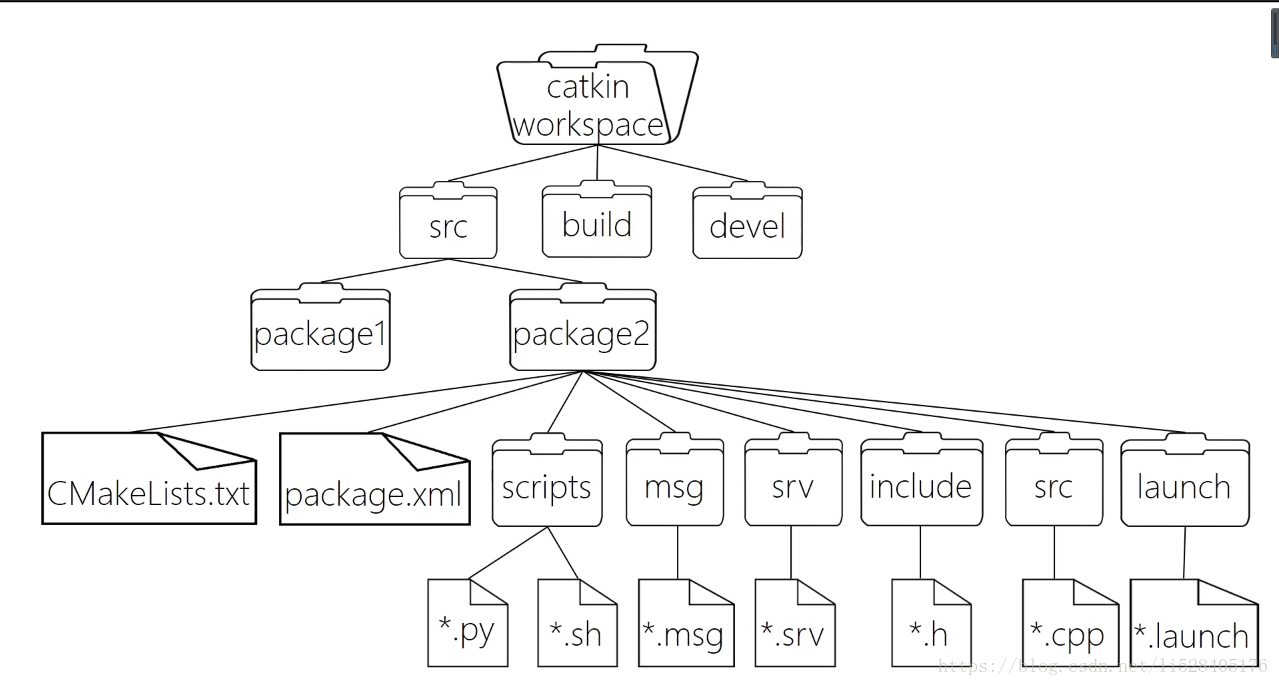 catkin
workspace
src
build
devel
package1
package2
CMakeLists.txt
package.xml
scripts
msg
srv
include
src
launch
*.py
*.sh
*.msg
*.srv
*.h
*.cpp
*.launch
https://blog.csdn.net/li528405176